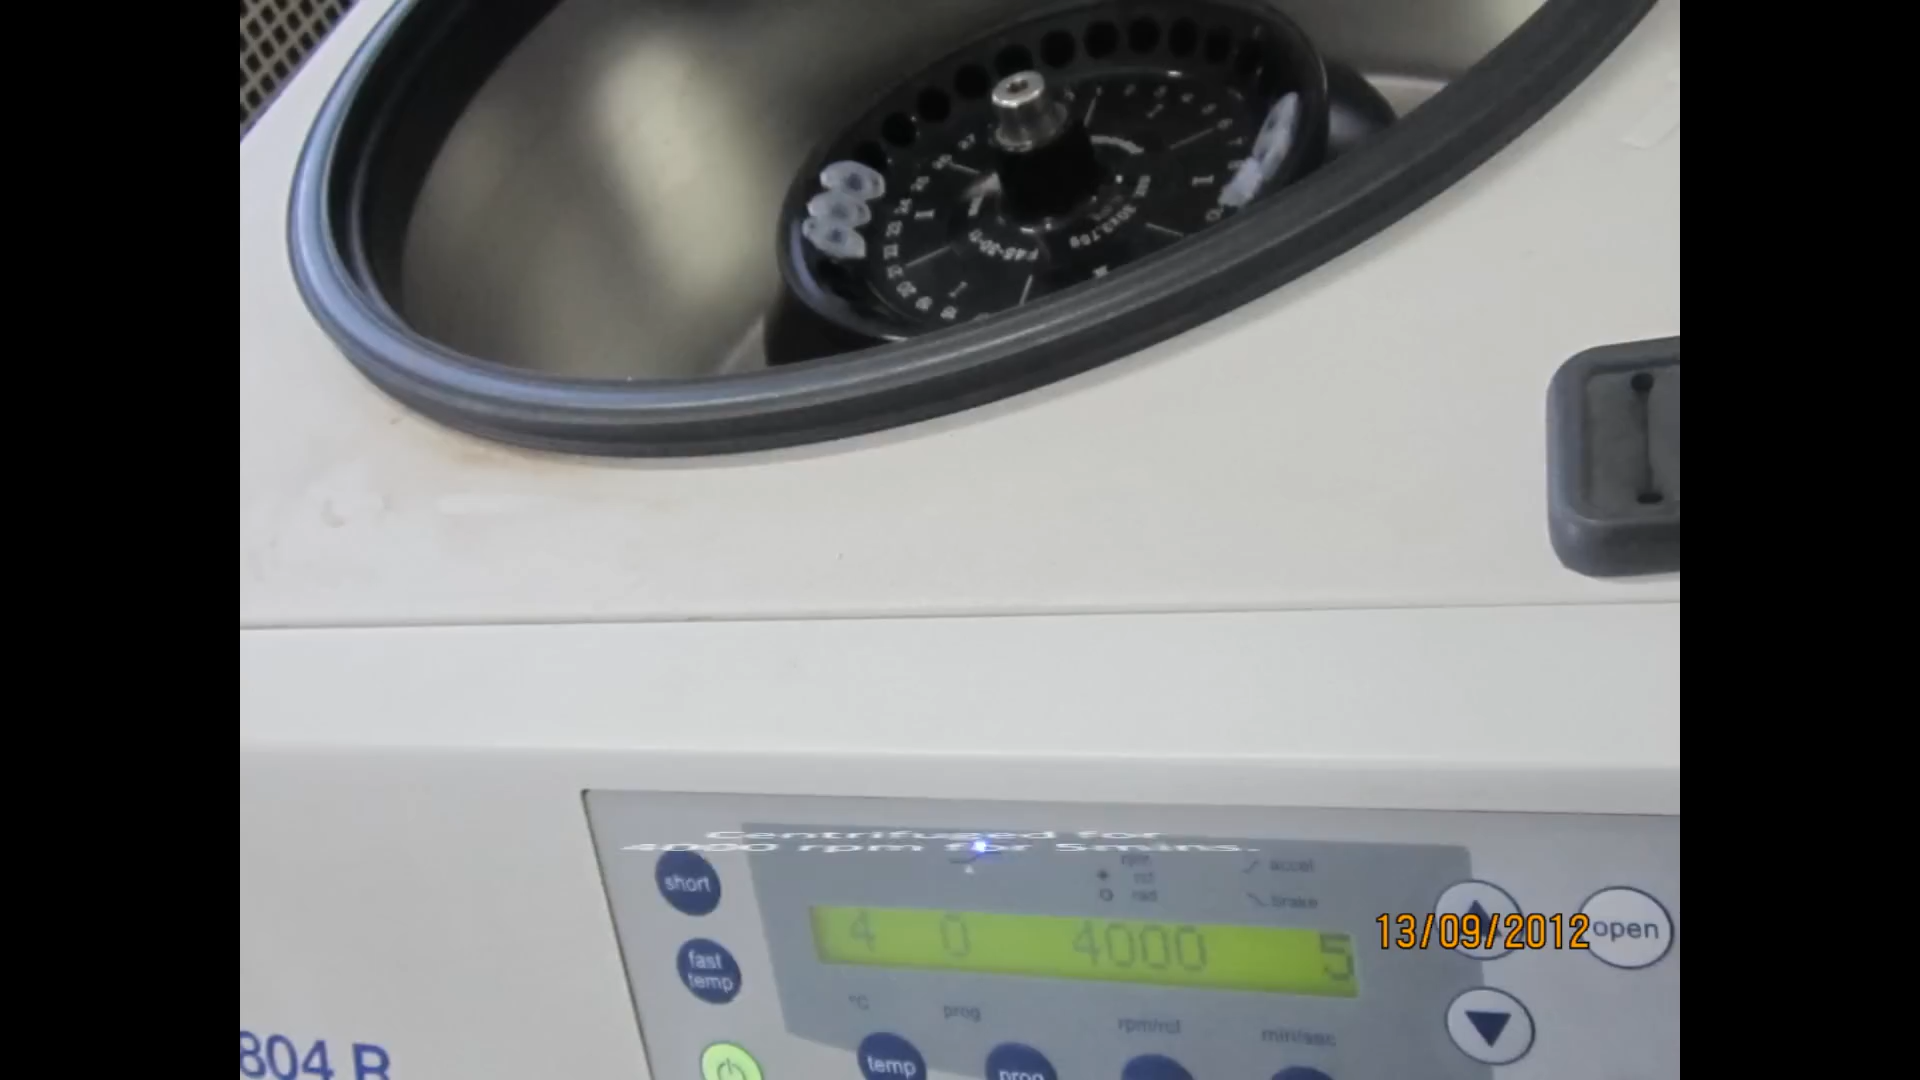 Centrifused for
4000 rpm for 5mins.
short
rpm
rcf
rad
accel
brake
4 0 4000 5
13/09/2012
open
fast
temp
°C
prog
rpm/rcf
min/sec
804 R
temp
prog